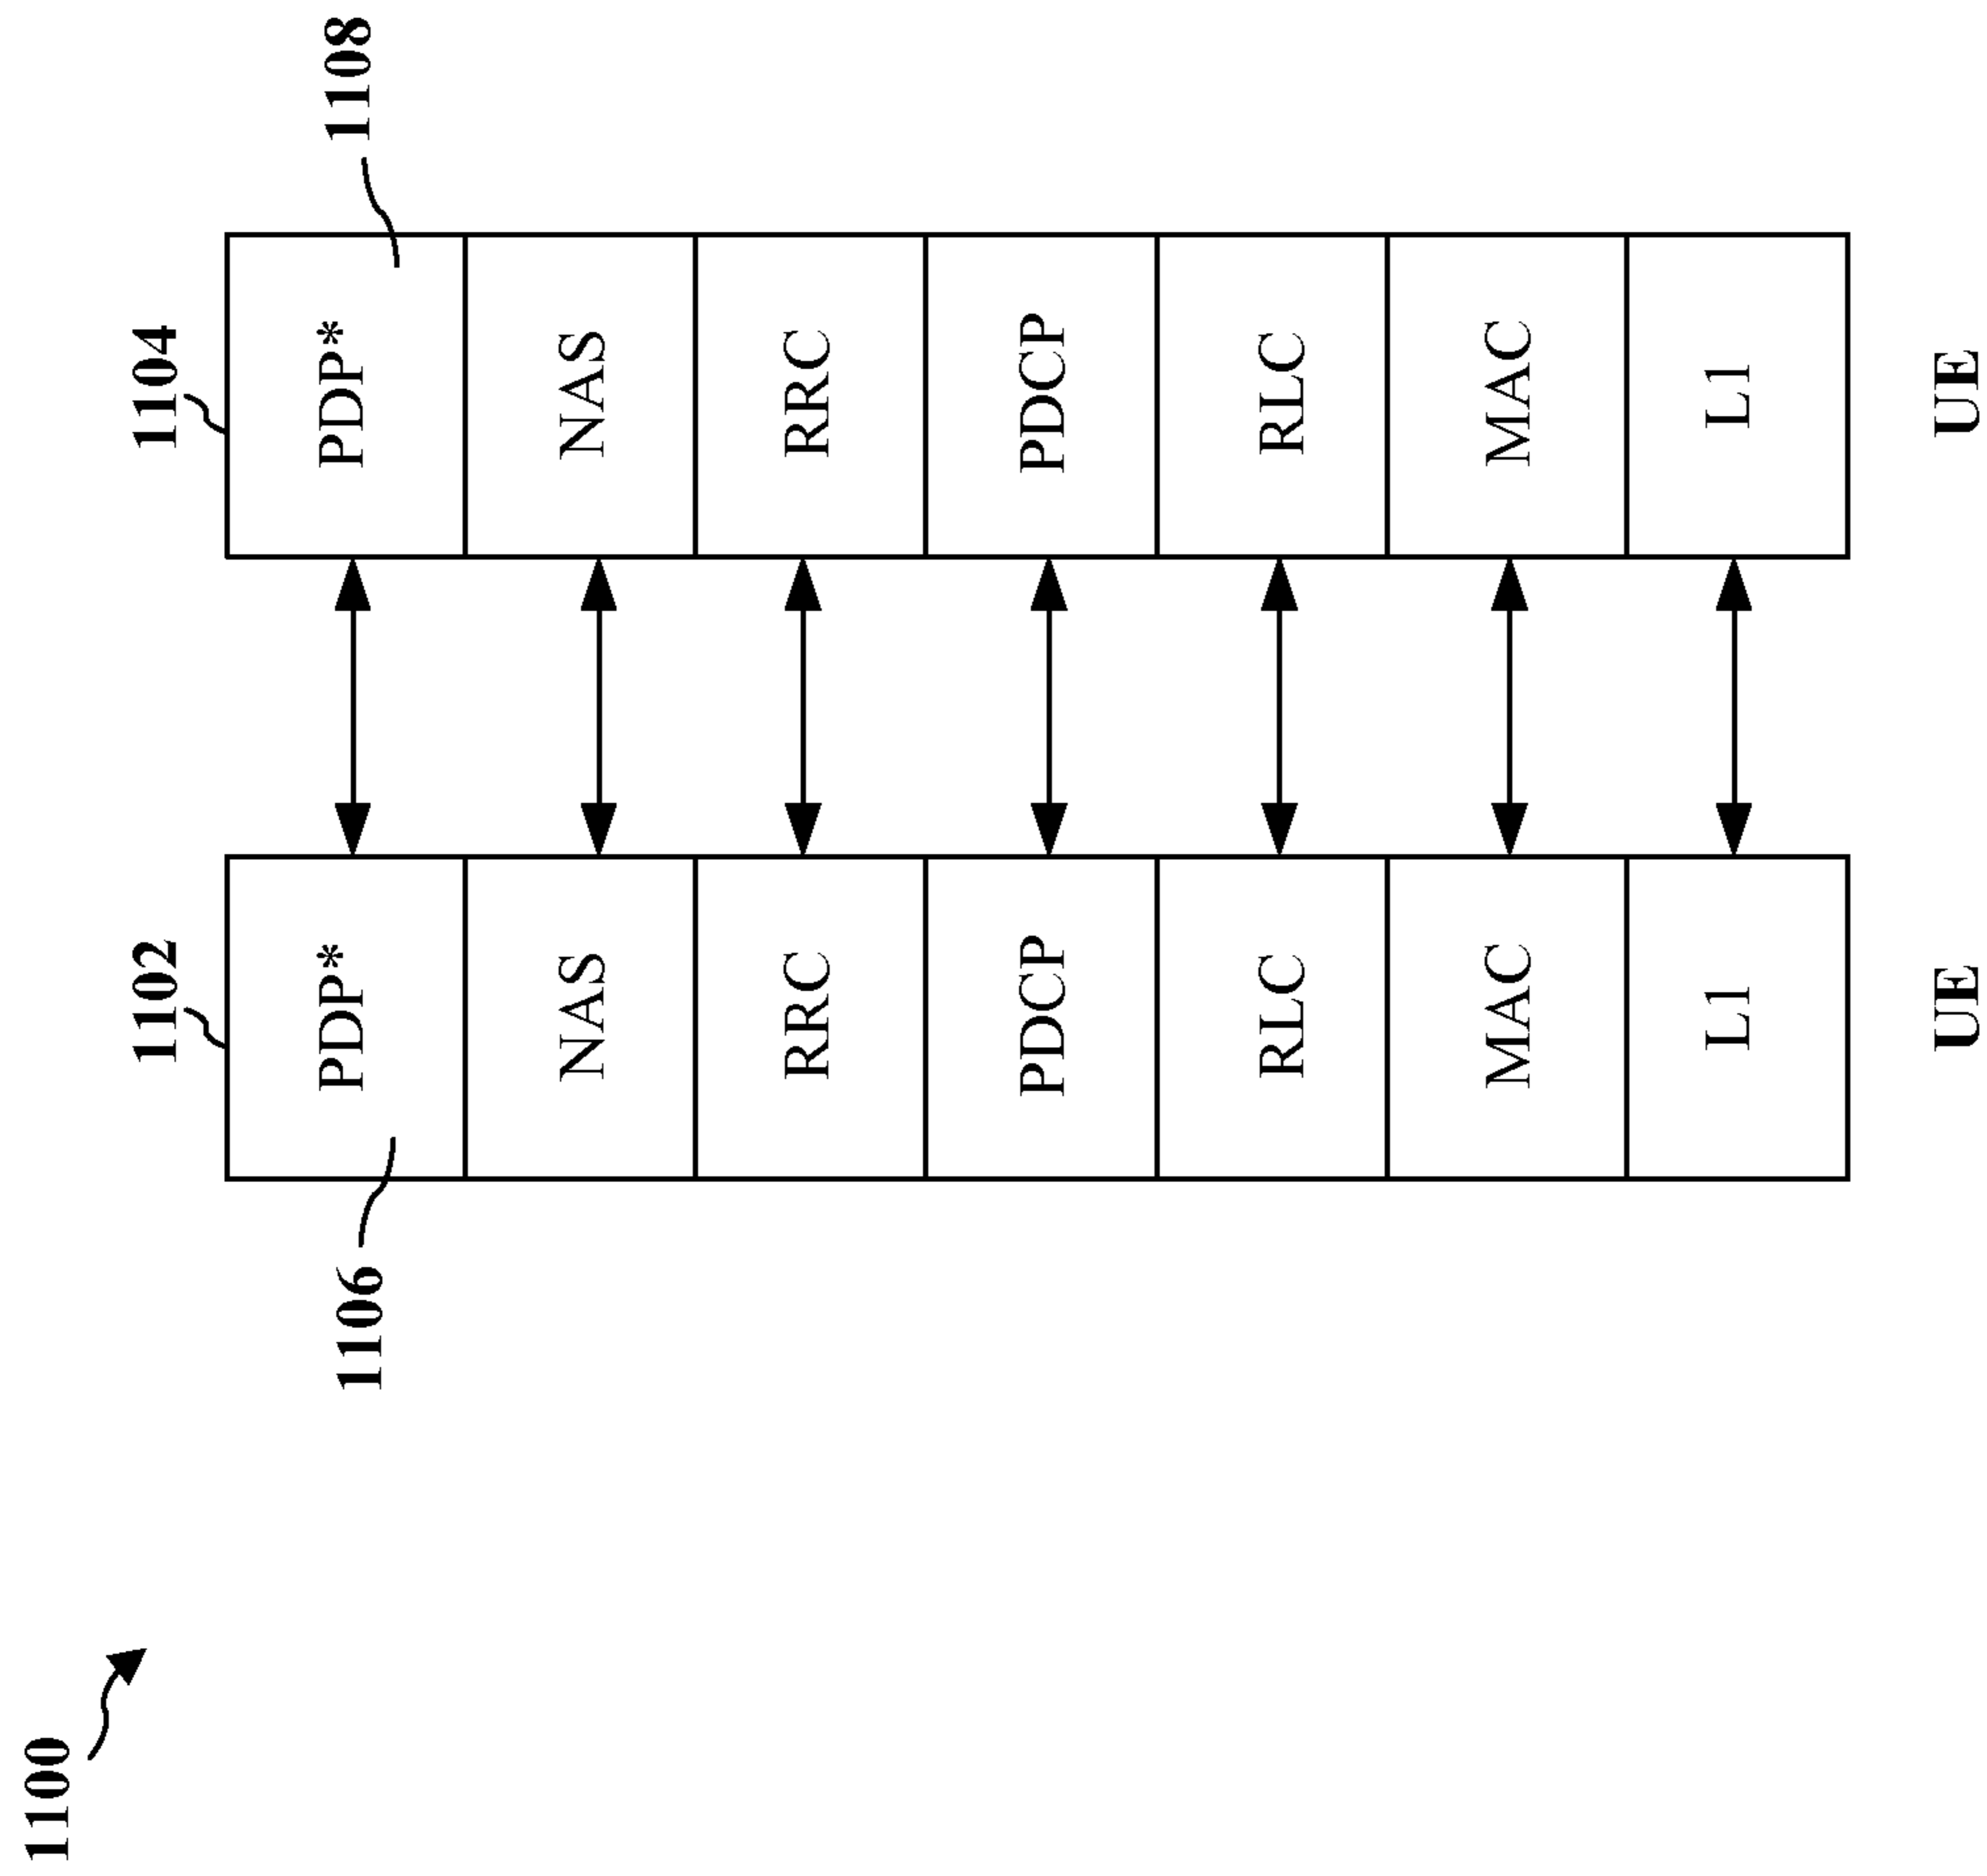 1100
1102
1104
1106
PDP*
PDP*
1108
NAS
NAS
RRC
RRC
PDCP
PDCP
RLC
RLC
MAC
MAC
L1
L1
UE
UE